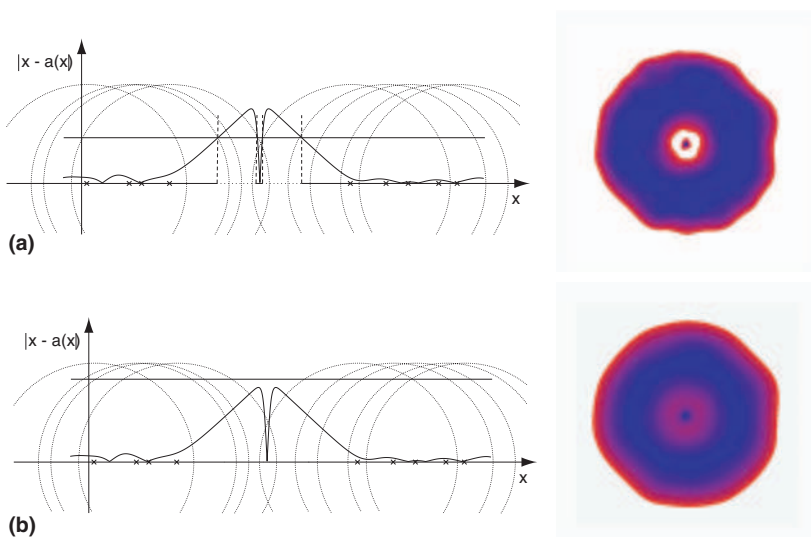 |x - a(x)|
x
(a)
|x - a(x)|
x
(b)